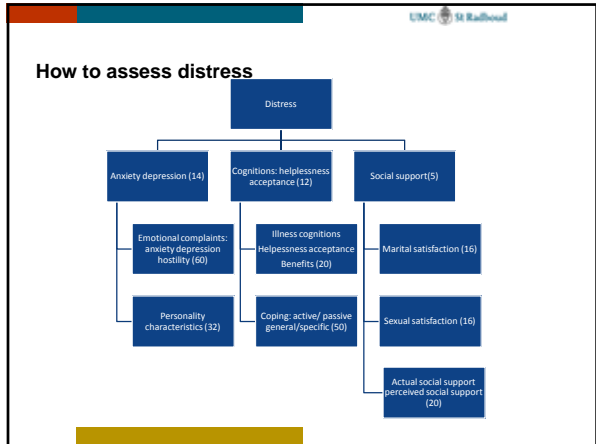 UMC St Radboud
How to assess distress
Distress
Anxiety depression (14)
Cognitions: helplessness
acceptance (12)
Social support(5)
Emotional complaints:
anxiety depression
hostility (60)
Illness cognitions
Helpessness acceptance
Benefits (20)
Marital satisfaction (16)
Personality
characteristics (32)
Coping: active/ passive
general/specific (50)
Sexual satisfaction (16)
Actual social support
perceived social support
(20)